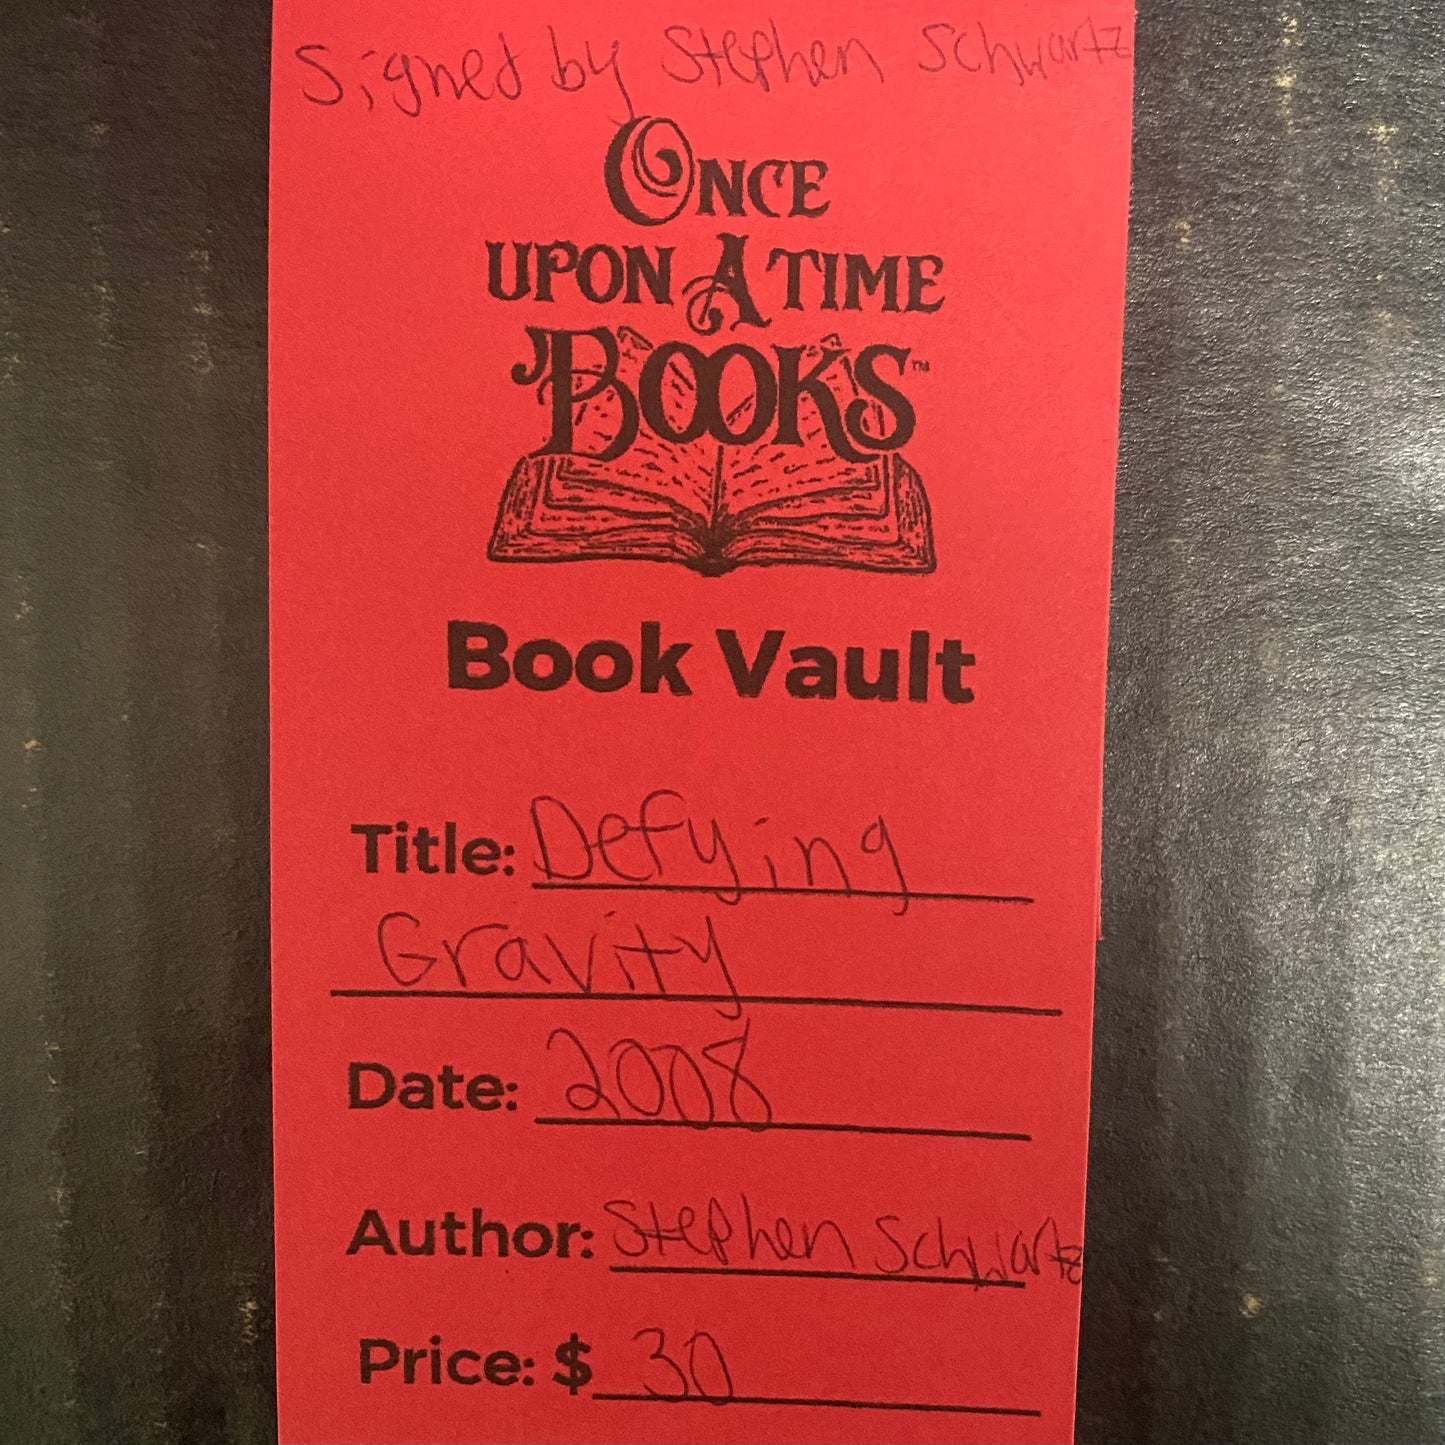 Signed by Stephen Schwartz
ONCE
UPON A TIME
BOOKS™
Book Vault
Title: Defying
Gravity
Date: 2008
Author: Stephen Schwartz
Price: $ 30